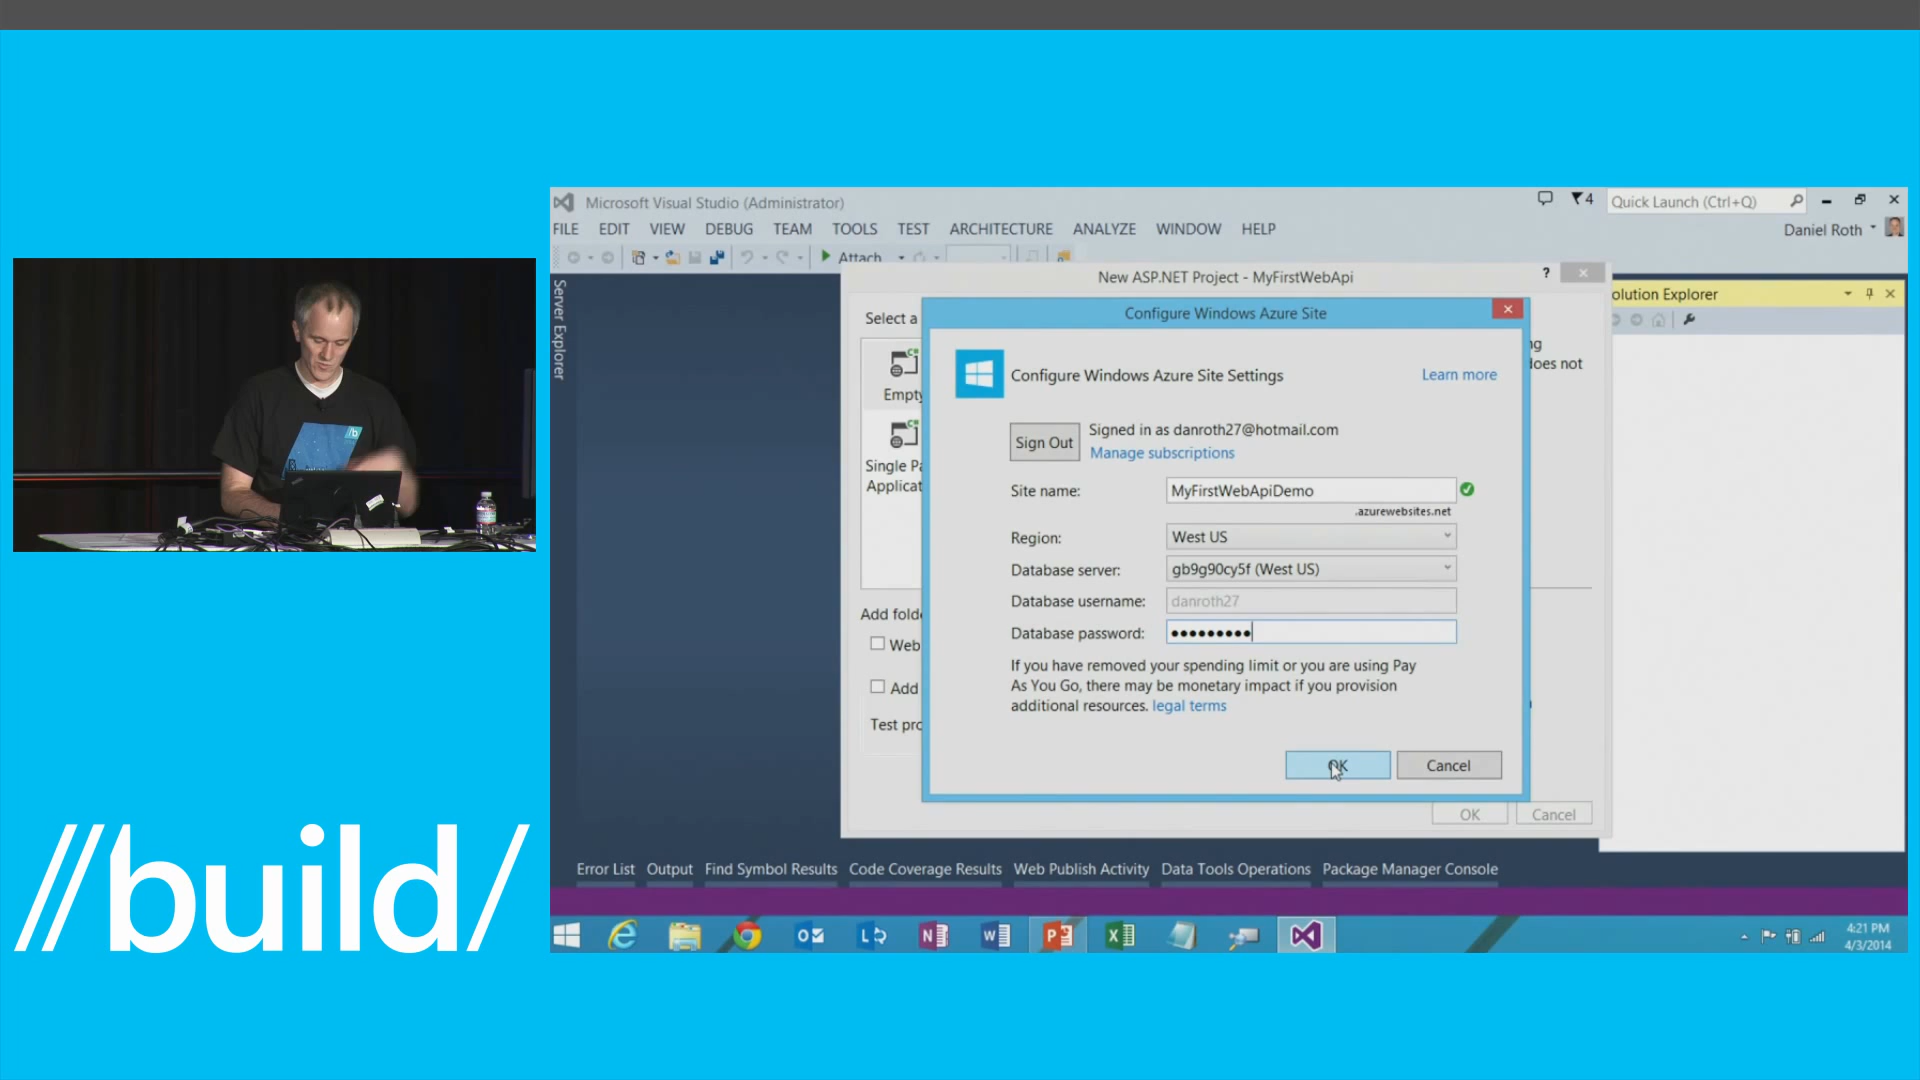 Microsoft Visual Studio (Administrator)
4
Quick Launch (Ctrl+Q)
FILE EDIT VIEW DEBUG TEAM TOOLS TEST ARCHITECTURE ANALYZE WINDOW HELP
Daniel Roth
Attach
Server Explorer
New ASP.NET Project - MyFirstWebApi
?
olution Explorer
Select a
Configure Windows Azure Site
ng
does not
Empty
Configure Windows Azure Site Settings
Learn more
Sign Out
Signed in as danroth27@hotmail.com
Manage subscriptions
Single Pa
Applicat
Site name:
MyFirstWebApiDemo
.azurewebsites.net
Region:
West US
Database server:
gb9g90cy5f (West US)
Database username:
danroth27
Database password:
●●●●●●●●●
Add folde
Web
Add
Test pro
If you have removed your spending limit or you are using Pay
As You Go, there may be monetary impact if you provision
additional resources. legal terms
OK
Cancel
OK
Cancel
Error List Output Find Symbol Results Code Coverage Results Web Publish Activity Data Tools Operations Package Manager Console
4:21 PM
4/3/2014
//build/